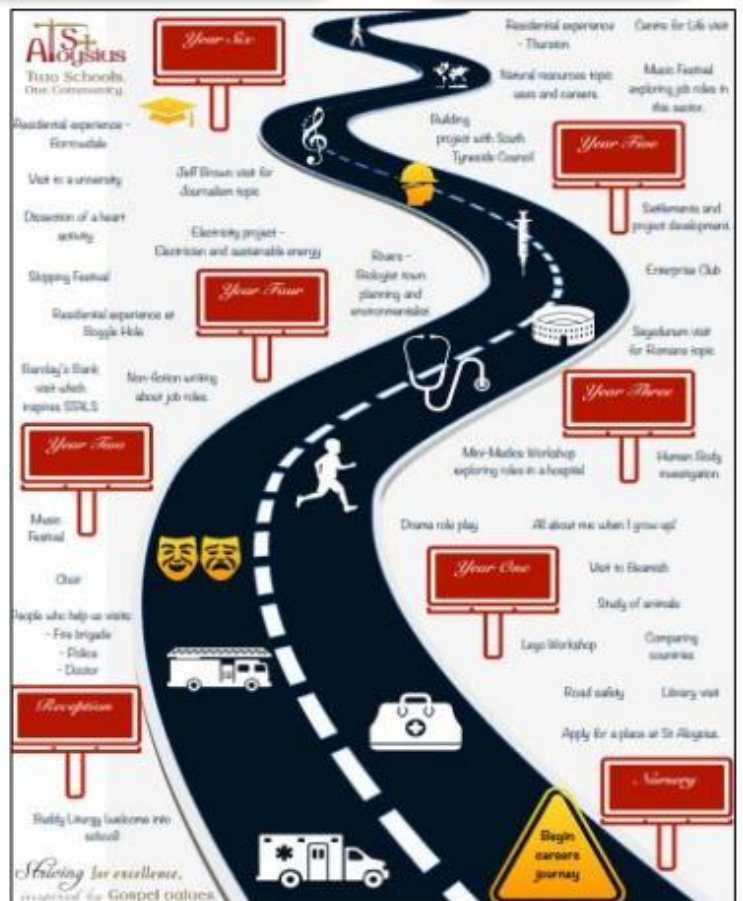 St
Aloysius
Two Schools,
One Community.
Year Six
Residential experience
- Thurston
Centre for Life visit
Natural resources topic
uses and careers.
Music Festival
exploring job roles in
this sector.
Residential experience -
Borrowdale
Building
project with South
Tyneside Council
Year Five
Visit to a university
Jeff Brown visit for
Journalism topic
Dissection of a heart
activity
Settlements and
project development
Electricity project -
Electrician and sustainable energy
Skipping Festival
Rivers -
Biologist town
planning and
environmentalist
Enterprise Club
Year Four
Residential experience at
Boggle Hole
Segedunum visit
for Romans topic
Barclay's Bank
visit which
inspires
Non-fiction writing
about job roles.
Year Three
Year Two
Mini-Medics Workshop
exploring roles in a hospital
Human Body
investigation
Music
Festival
Drama role play
All about me when I grow up!
Year One
Choir
Visit to Beamish
Study of animals
People who help us visits:
- Fire brigade
- Police
- Doctor
Lego Workshop
Comparing
countries
Reception
Road safety
Library visit
Apply for a place at St Aloysius.
Nursery
Buddy Liturgy (welcome into
school)
Begin
careers
journey
Striving for excellence,
inspired by Gospel values